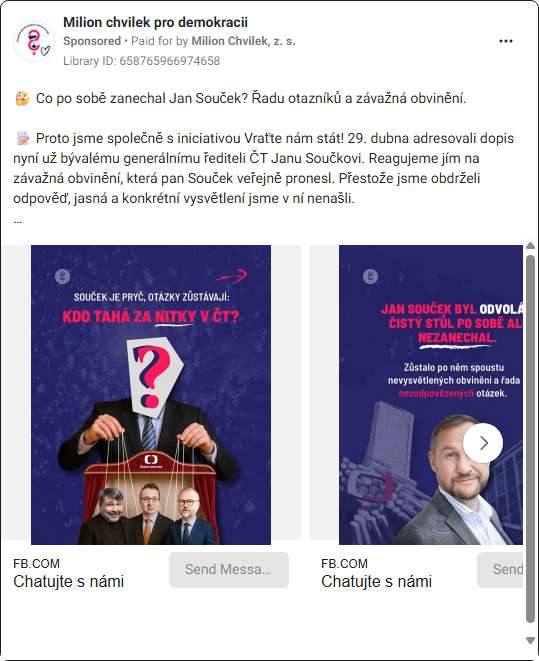 Milion chvilek pro demokracii
Sponsored • Paid for by Milion Chvilek, z. s.
Library ID: 658765966974658
Co po sobě zanechal Jan Souček? Řadu otazníků a závažná obvinění.
Proto jsme společně s iniciativou Vraťte nám stát! 29. dubna adresovali dopis
nyní už bývalému generálnímu řediteli ČT Janu Součkovi. Reagujeme jím na
závažná obvinění, která pan Souček veřejně pronesl. Přestože jsme obdrželi
odpověď, jasná a konkrétní vysvětlení jsme v ní nenašli.
...
SOUČEK JE PRYČ, OTÁZKY ZŮSTÁVAJÍ:
KDO TAHÁ ZA NITKY V ČT?
?
Česká televize
JAN SOUČEK BYL ODVOLÁ
ČISTÝ STŮL PO SOBĚ AL
NEZANECHAL.
Zůstalo po něm spoustu
nevysvětlených obvinění a řada
nezodpovězených otázek.
FB.COM
Chatujte s námi
Send Messa...
FB.COM
Chatujte s námi
Send